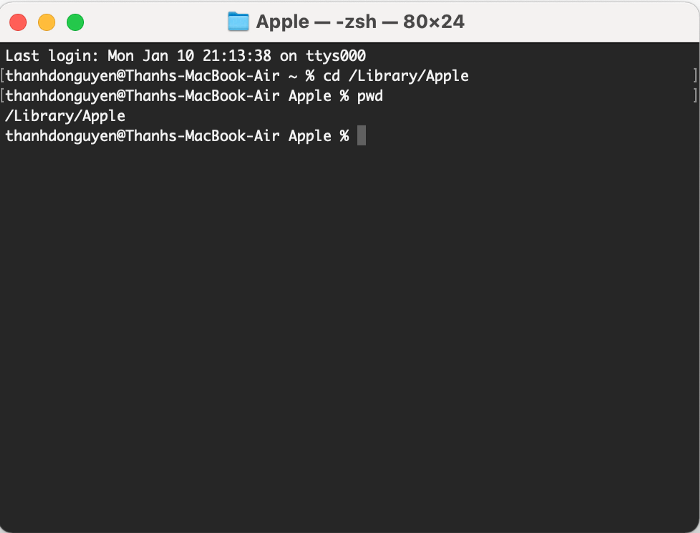 Apple — -zsh — 80×24
Last login: Mon Jan 10 21:13:38 on ttys000
[thanhdonguyen@Thanhs-MacBook-Air ~ % cd /Library/Apple ]
[thanhdonguyen@Thanhs-MacBook-Air Apple % pwd ]
/Library/Apple
thanhdonguyen@Thanhs-MacBook-Air Apple %